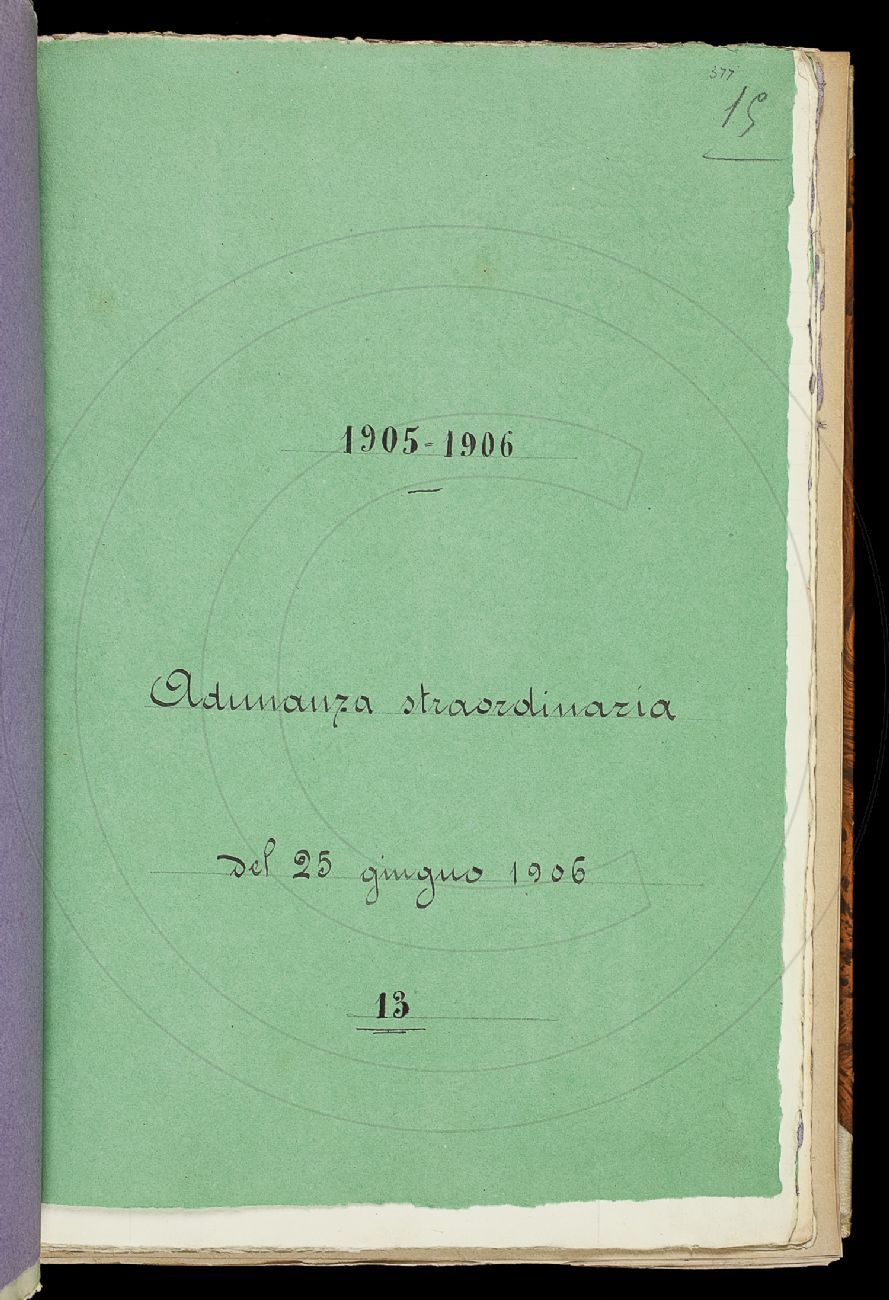 377
15
1905-1906
Adunanza straordinaria
del 25 giugno 1906
13